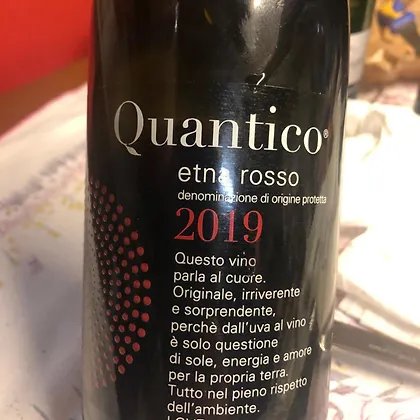 Quantico®
etna rosso
denominazione di origine protetta
2019
Questo vino
parla al cuore.
Originale, irriverente
e sorprendente,
perchè dall'uva al vino
è solo questione
di sole, energia e amore
per la propria terra.
Tutto nel pieno rispetto
dell'ambiente.